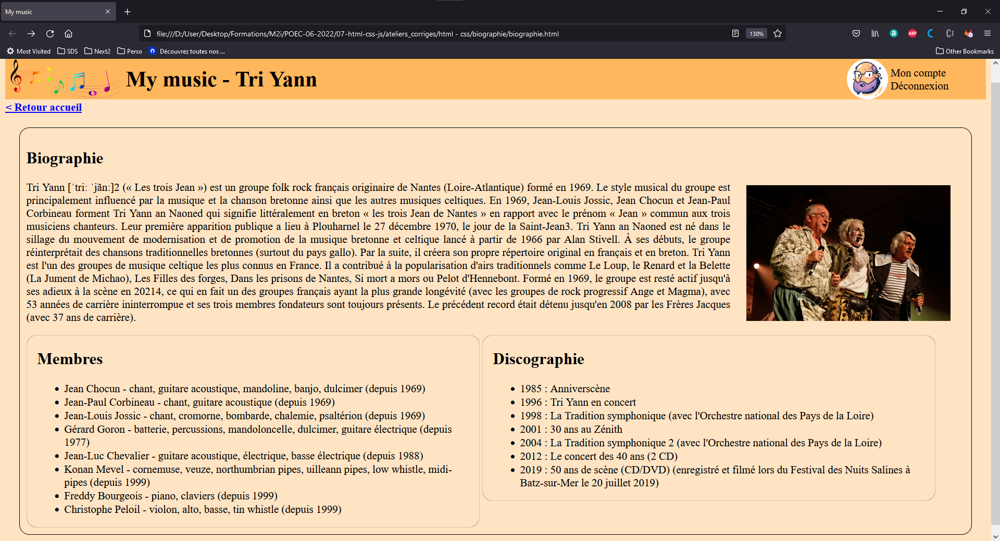 My music
file:///D:/User/Desktop/Formations/M2i/POEC-06-2022/07-html-css-js/ateliers_corriges/html - css/biographie/biographie.html
130%
ABP
Most Visited
SDS
Next2
Perso
Découvrez toutes nos ...
Other Bookmarks
My music - Tri Yann
Mon compte
Déconnexion
< Retour accueil
Biographie
Tri Yann [ˈtriː ˈjãnː]2 (« Les trois Jean ») est un groupe folk rock français originaire de Nantes (Loire-Atlantique) formé en 1969. Le style musical du groupe est
principalement influencé par la musique et la chanson bretonne ainsi que les autres musiques celtiques. En 1969, Jean-Louis Jossic, Jean Chocun et Jean-Paul
Corbineau forment Tri Yann an Naoned qui signifie littéralement en breton « les trois Jean de Nantes » en rapport avec le prénom « Jean » commun aux trois
musiciens chanteurs. Leur première apparition publique a lieu à Plouharnel le 27 décembre 1970, le jour de la Saint-Jean3. Tri Yann an Naoned est né dans le
sillage du mouvement de modernisation et de promotion de la musique bretonne et celtique lancé à partir de 1966 par Alan Stivell. À ses débuts, le groupe
réinterprétait des chansons traditionnelles bretonnes (surtout du pays gallo). Par la suite, il créera son propre répertoire original en français et en breton. Tri Yann
est l'un des groupes de musique celtique les plus connus en France. Il a contribué à la popularisation d'airs traditionnels comme Le Loup, le Renard et la Belette
(La Jument de Michao), Les Filles des forges, Dans les prisons de Nantes, Si mort a mors ou Pelot d'Hennebont. Formé en 1969, le groupe est resté actif jusqu'à
ses adieux à la scène en 20214, ce qui en fait un des groupes français ayant la plus grande longévité (avec les groupes de rock progressif Ange et Magma), avec
53 années de carrière ininterrompue et ses trois membres fondateurs sont toujours présents. Le précédent record était détenu jusqu'en 2008 par les Frères Jacques
(avec 37 ans de carrière).
Membres
Jean Chocun - chant, guitare acoustique, mandoline, banjo, dulcimer (depuis 1969)
Jean-Paul Corbineau - chant, guitare acoustique (depuis 1969)
Jean-Louis Jossic - chant, cromorne, bombarde, chalemie, psaltérion (depuis 1969)
Gérard Goron - batterie, percussions, mandoloncelle, dulcimer, guitare électrique (depuis
1977)
Jean-Luc Chevalier - guitare acoustique, électrique, basse électrique (depuis 1988)
Konan Mevel - cornemuse, veuze, northumbrian pipes, uilleann pipes, low whistle, midi-
pipes (depuis 1999)
Freddy Bourgeois - piano, claviers (depuis 1999)
Christophe Peloil - violon, alto, basse, tin whistle (depuis 1999)
Discographie
1985 : Anniverscène
1996 : Tri Yann en concert
1998 : La Tradition symphonique (avec l'Orchestre national des Pays de la Loire)
2001 : 30 ans au Zénith
2004 : La Tradition symphonique 2 (avec l'Orchestre national des Pays de la Loire)
2012 : Le concert des 40 ans (2 CD)
2019 : 50 ans de scène (CD/DVD) (enregistré et filmé lors du Festival des Nuits Salines à
Batz-sur-Mer le 20 juillet 2019)